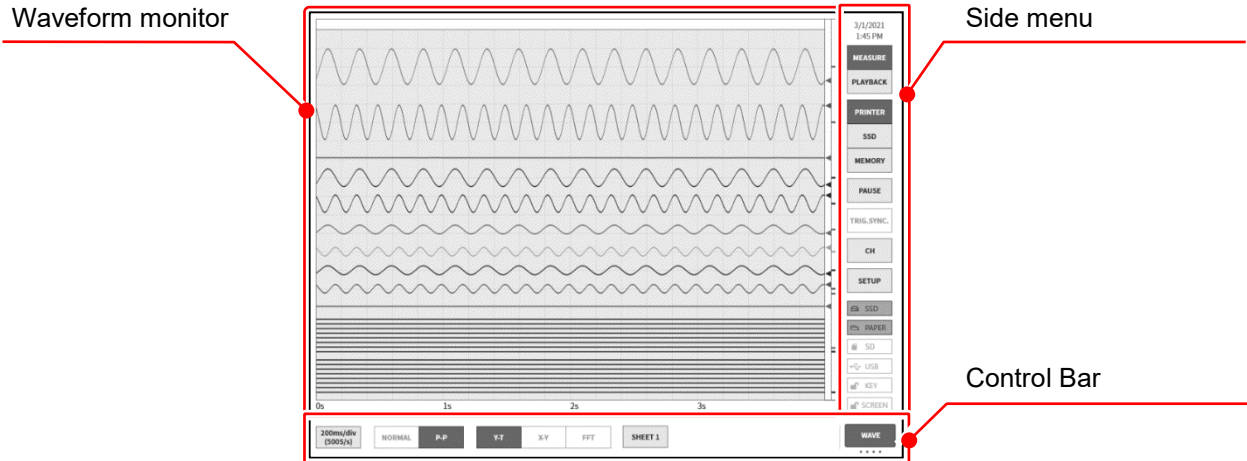 Waveform monitor
Side menu
3/1/2021
1:45 PM
MEASURE
PLAYBACK
PRINTER
SSD
MEMORY
PAUSE
TRIG.SYNC.
CH
SETUP
SSD
PAPER
SD
USB
KEY
SCREEN
Control Bar
0s 1s 2s 3s
200ms/div
(500S/s)
NORMAL P-P Y-T X-Y FFT SHEET 1 WAVE